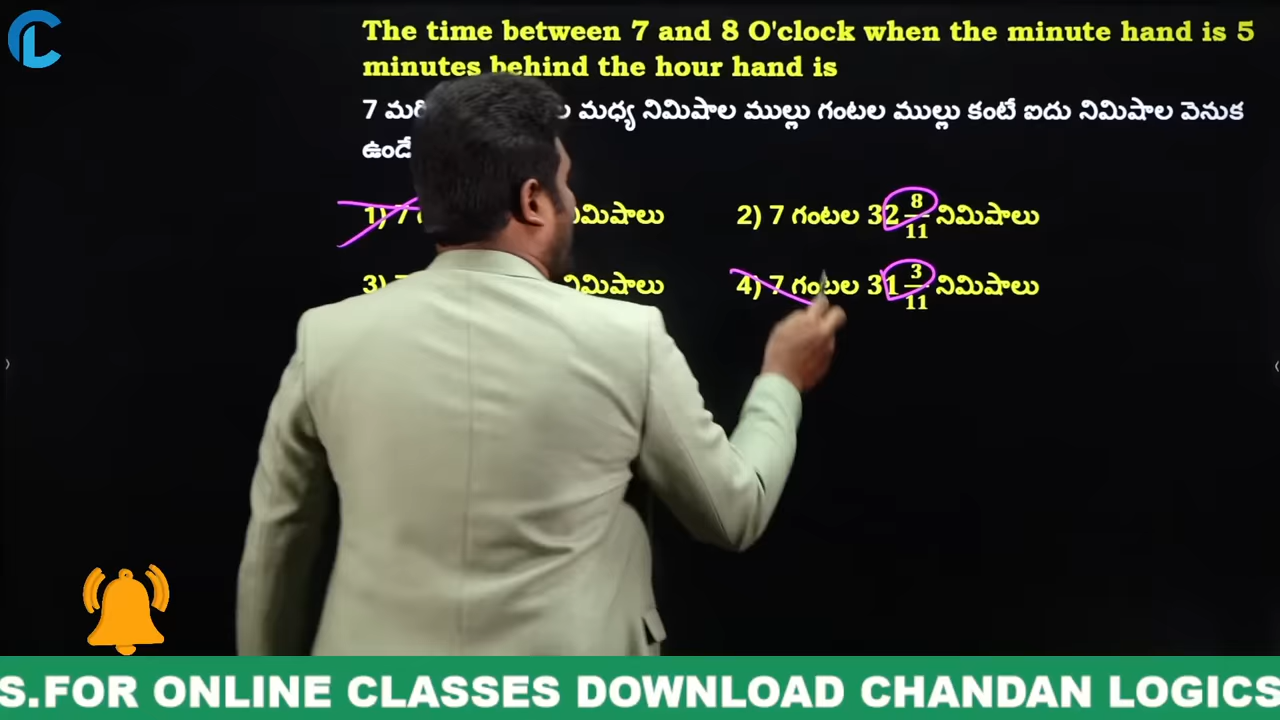 The time between 7 and 8 O'clock when the minute hand is 5
minutes behind the hour hand is
7 మధ్య నిమిషాల ముల్లు గంటల ముల్లు కంటే ఐదు నిమిషాల వెనుక
1) 7 2) 7 గంటల 32 8/11 నిమిషాలు
3) 4) 7 గంటల 31 3/11 నిమిషాలు
S.FOR ONLINE CLASSES DOWNLOAD CHANDAN LOGICS